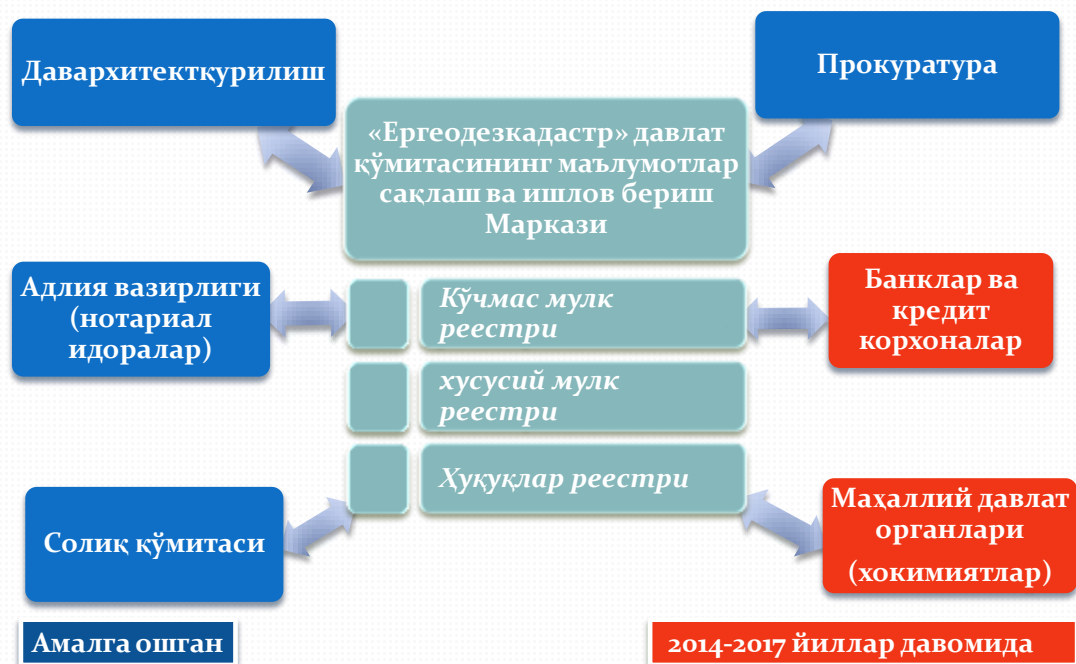 Давархитектқурилиш
Прокуратура
«Ергеодезкадастр» давлат
қўмитасининг маълумотлар
сақлаш ва ишлов бериш
Маркази
Адлия вазирлиги
(нотариал
идоралар)
Кўчмас мулк
реестри
Банклар ва
кредит
корхоналар
хусусий мулк
реестри
Ҳуқуқлар реестри
Солиқ қўмитаси
Маҳаллий давлат
органлари
(хокимиятлар)
Амалга ошган
2014-2017 йиллар давомида